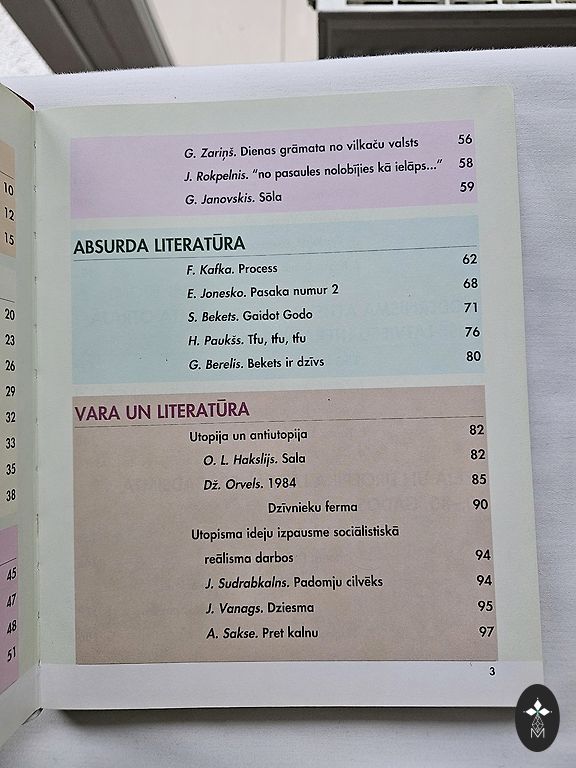 10
12
15
20
23
26
29
32
33
35
38
45
47
48
51
G. Zariņš. Dienas grāmata no vilkaču valsts 56
J. Rokpelnis. “no pasaules nolobījies kā ielāps...” 58
G. Janovskis. Sōla 59
ABSURDA LITERATŪRA
F. Kafka. Process 62
E. Jonesko. Pasaka numur 2 68
S. Bekets. Gaidot Godo 71
H. Paukšs. Tfu, tfu, tfu 76
G. Berelis. Bekets ir dzīvs 80
VARA UN LITERATŪRA
Utopija un antiutopija 82
O. L. Hakslijs. Sala 82
Dž. Orvels. 1984 85
Dzīvnieku ferma 90
Utopisma ideju izpausme sociālistiskā
reālisma darbos 94
J. Sudrabkalns. Padomju cilvēks 94
J. Vanags. Dziesma 95
A. Sakse. Pret kalnu 97
3